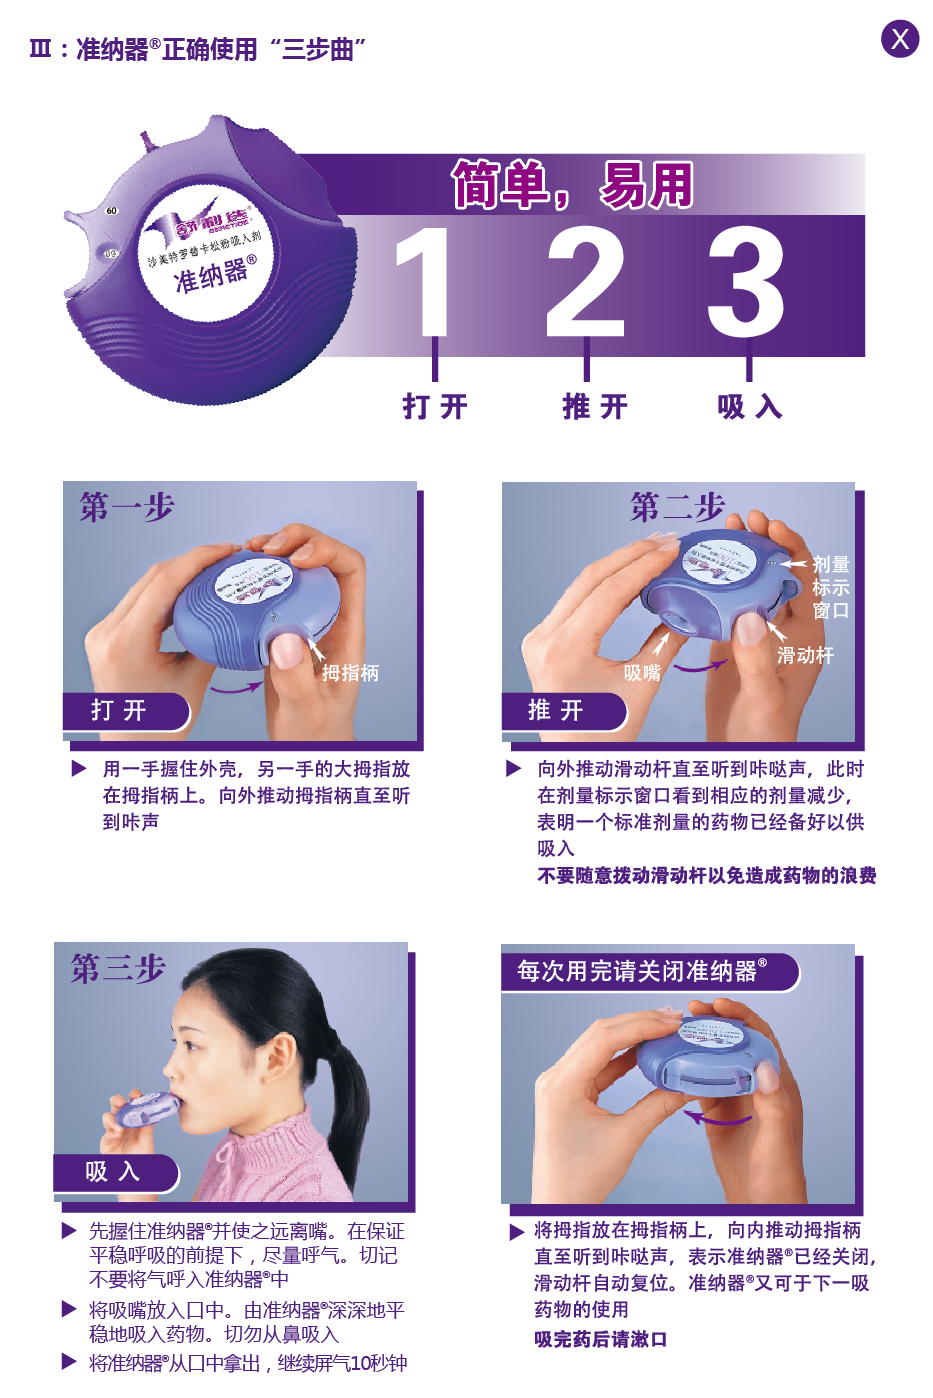 Ⅲ：准纳器®正确使用“三步曲”
X
简单，易用
60
舒利迭®
SERETIDE
沙美特罗替卡松粉吸入剂
准纳器®
1 2 3
打开 推开 吸入
第一步
拇指柄
打开
▶ 用一手握住外壳，另一手的大拇指放
在拇指柄上。向外推动拇指柄直至听
到咔声
第二步
剂量
标示
窗口
滑动杆
吸嘴
推开
▶ 向外推动滑动杆直至听到咔哒声，此时
在剂量标示窗口看到相应的剂量减少，
表明一个标准剂量的药物已经备好以供
吸入
不要随意拨动滑动杆以免造成药物的浪费
第三步
吸入
▶ 先握住准纳器®并使之远离嘴。在保证
平稳呼吸的前提下，尽量呼气。切记
不要将气呼入准纳器®中
▶ 将吸嘴放入口中。由准纳器®深深地平
稳地吸入药物。切勿从鼻吸入
▶ 将准纳器®从口中拿出，继续屏气10秒钟
每次用完请关闭准纳器®
▶ 将拇指放在拇指柄上，向内推动拇指柄
直至听到咔哒声，表示准纳器®已经关闭，
滑动杆自动复位。准纳器®又可于下一吸
药物的使用
吸完药后请漱口